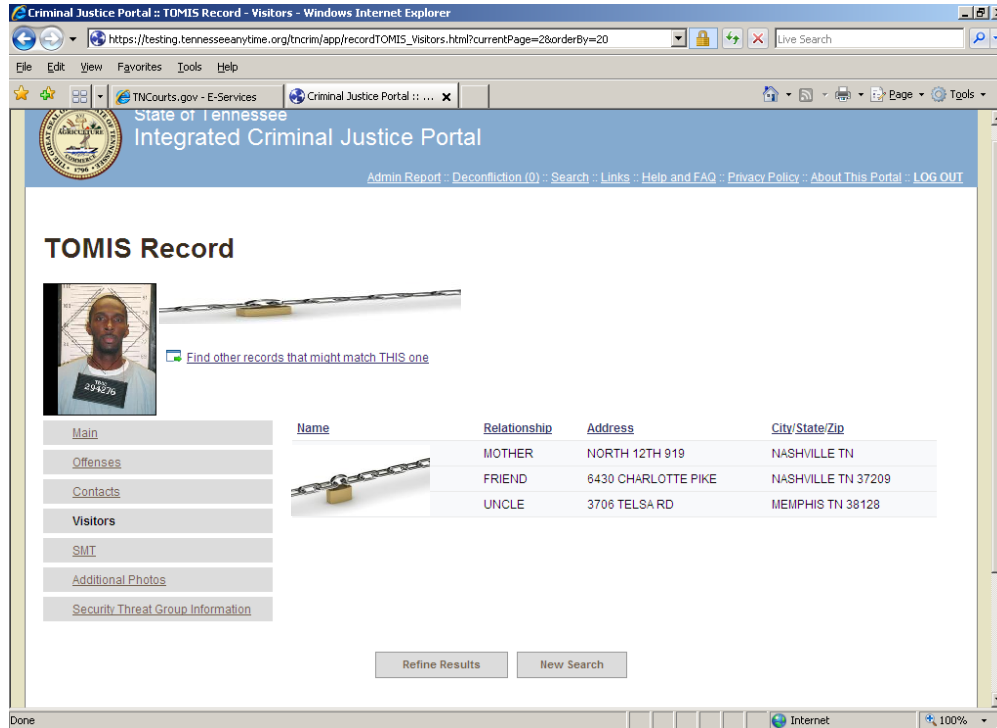 Criminal Justice Portal :: TOMIS Record - Visitors - Windows Internet Explorer
https://testing.tennesseeanytime.org/tncrim/app/recordTOMIS_Visitors.html?currentPage=2&orderBy=20
Live Search
File Edit View Favorites Tools Help
TNCourts.gov - E-Services
Criminal Justice Portal :: ...
Page Tools
State of Tennessee
Integrated Criminal Justice Portal
AGRICULTURE
COMMERCE
1796
Admin Report :: Deconfliction (0) :: Search :: Links :: Help and FAQ :: Privacy Policy :: About This Portal :: LOG OUT
TOMIS Record
294276
Find other records that might match THIS one
Main
Offenses
Contacts
Visitors
SMT
Additional Photos
Security Threat Group Information
Name Relationship Address City/State/Zip
MOTHER NORTH 12TH 919 NASHVILLE TN
FRIEND 6430 CHARLOTTE PIKE NASHVILLE TN 37209
UNCLE 3706 TELSA RD MEMPHIS TN 38128
Refine Results New Search
Done
Internet
100%